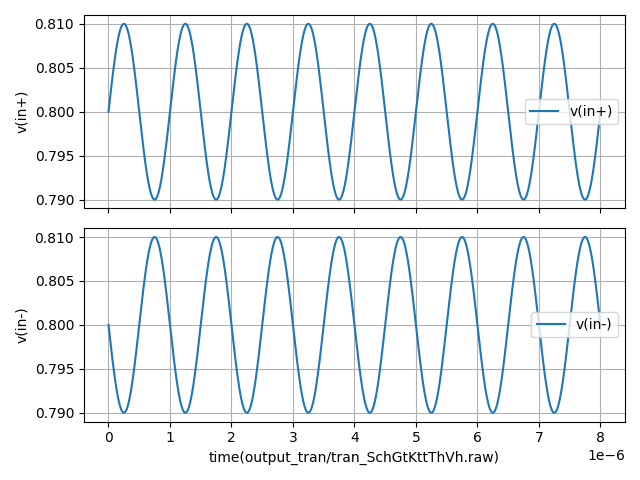 0.810
0.805
0.800
0.795
0.790
v(in+)
v(in+)
0.810
0.805
0.800
0.795
0.790
v(in-)
v(in-)
0 1 2 3 4 5 6 7 8
1e−6
time(output_tran/tran_SchGtKttThVh.raw)